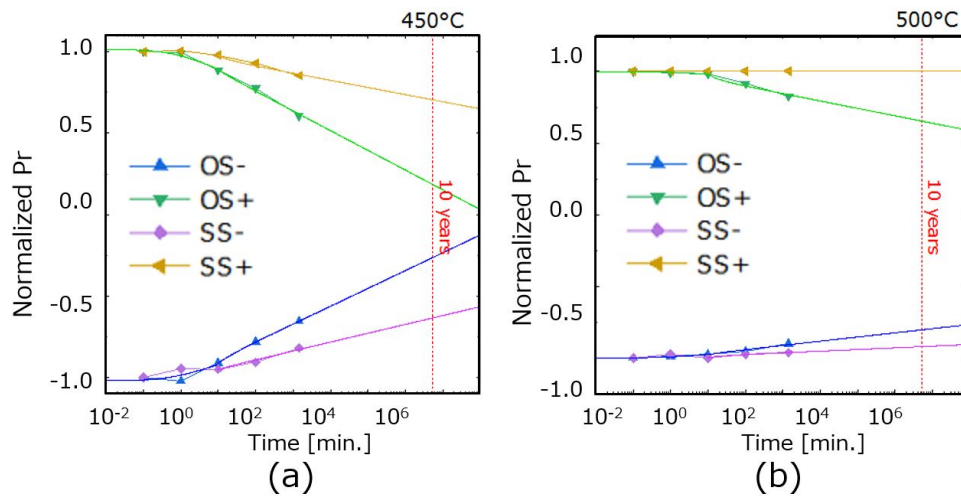 450°C
Normalized Pr
1.0
0.5
0.0
-0.5
-1.0
OS-
OS+
SS-
SS+
10 years
10⁻² 10⁰ 10² 10⁴ 10⁶
Time [min.]
(a)
500°C
Normalized Pr
1.0
0.5
0.0
-0.5
-1.0
OS-
OS+
SS-
SS+
10 years
10⁻² 10⁰ 10² 10⁴ 10⁶
Time [min.]
(b)